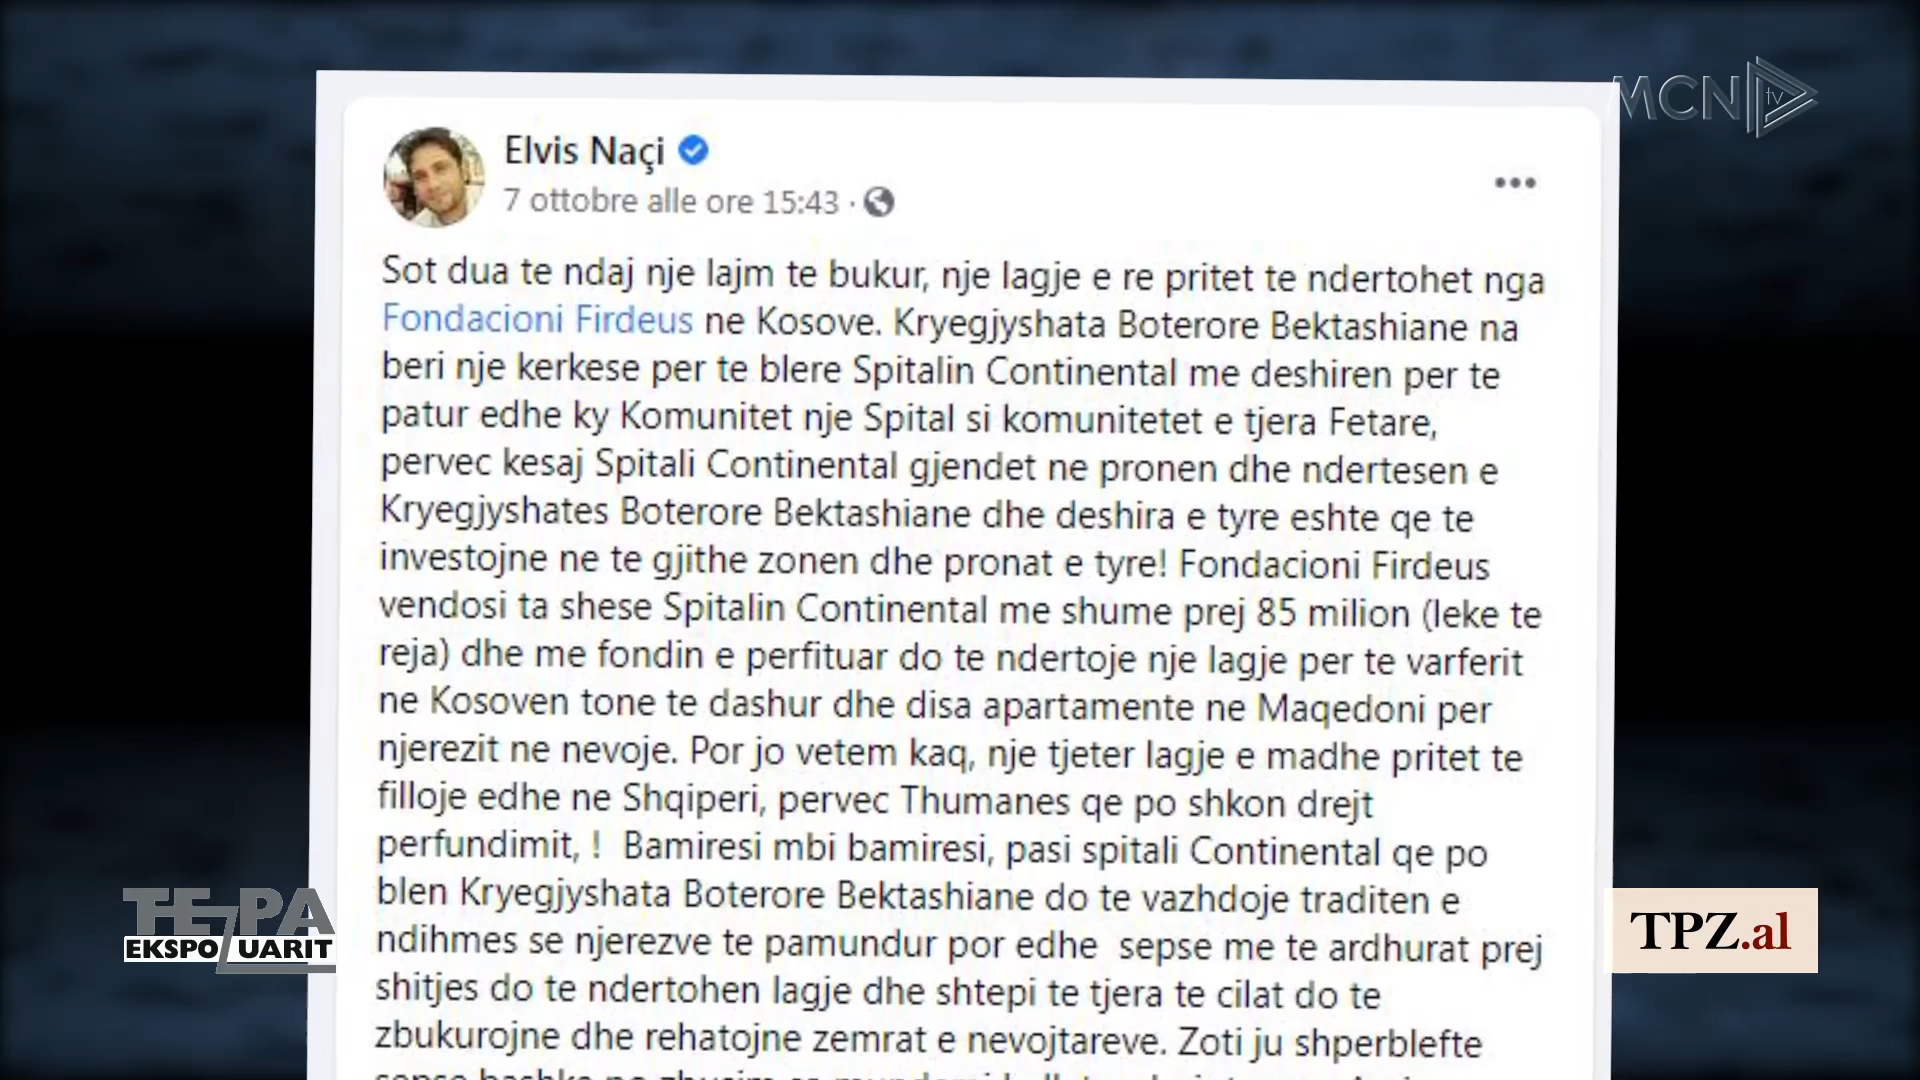 MCN tv
Elvis Naçi
7 ottobre alle ore 15:43 ·
Sot dua te ndaj nje lajm te bukur, nje lagje e re pritet te ndertohet nga
Fondacioni Firdeus ne Kosove. Kryegjyshata Boterore Bektashiane na
beri nje kerkese per te blere Spitalin Continental me deshiren per te
patur edhe ky Komunitet nje Spital si komunitetet e tjera Fetare,
pervec kesaj Spitali Continental gjendet ne pronen dhe ndertesen e
Kryegjyshates Boterore Bektashiane dhe deshira e tyre eshte qe te
investojne ne te gjithe zonen dhe pronat e tyre! Fondacioni Firdeus
vendosi ta shese Spitalin Continental me shume prej 85 milion (leke te
reja) dhe me fondin e perfituar do te ndertoje nje lagje per te varferit
ne Kosoven tone te dashur dhe disa apartamente ne Maqedoni per
njerezit ne nevoje. Por jo vetem kaq, nje tjeter lagje e madhe pritet te
filloje edhe ne Shqiperi, pervec Thumanes qe po shkon drejt
perfundimit, ! Bamiresi mbi bamiresi, pasi spitali Continental qe po
blen Kryegjyshata Boterore Bektashiane do te vazhdoje traditen e
ndihmes se njerezve te pamundur por edhe sepse me te ardhurat prej
shitjes do te ndertohen lagje dhe shtepi te tjera te cilat do te
zbukurojne dhe rehatojne zemrat e nevojtareve. Zoti ju shperblefte
TE PA
EKSPOZUARIT
TPZ.al